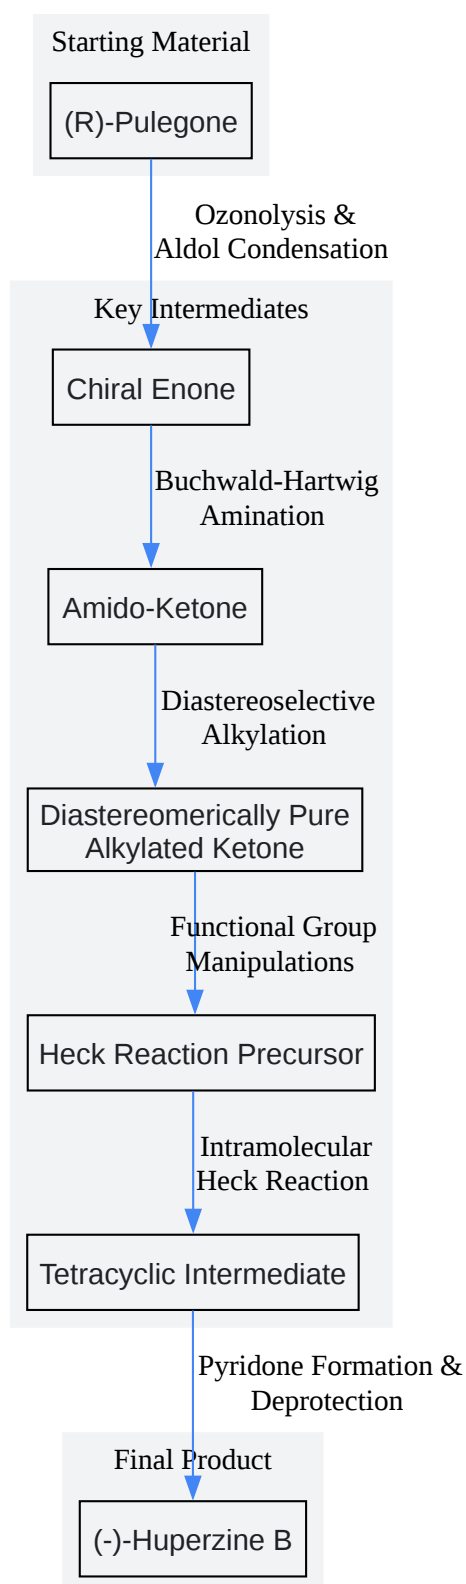 Starting Material
(R)-Pulegone
Ozonolysis &
Aldol Condensation
Key Intermediates
Chiral Enone
Buchwald-Hartwig
Amination
Amido-Ketone
Diastereoselective
Alkylation
Diastereomerically Pure
Alkylated Ketone
Functional Group
Manipulations
Heck Reaction Precursor
Intramolecular
Heck Reaction
Tetracyclic Intermediate
Pyridone Formation &
Deprotection
Final Product
(-)-Huperzine B